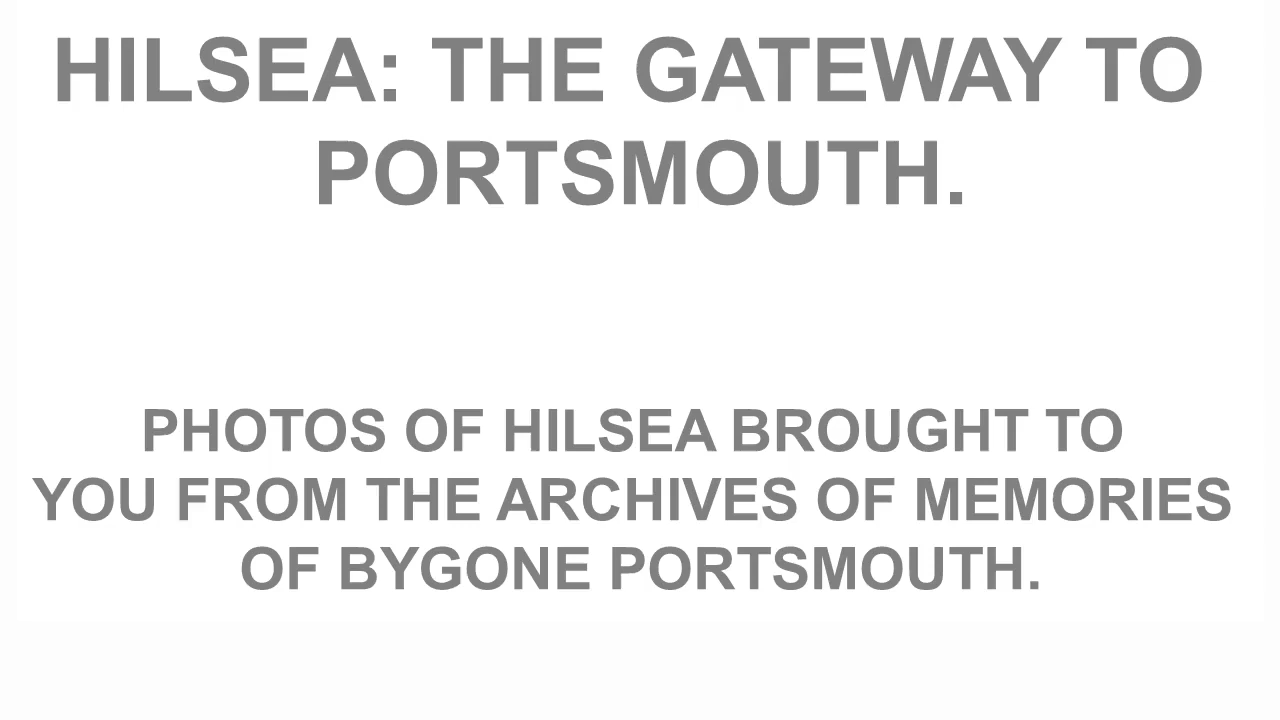 HILSEA: THE GATEWAY TO
PORTSMOUTH.
PHOTOS OF HILSEA BROUGHT TO
YOU FROM THE ARCHIVES OF MEMORIES
OF BYGONE PORTSMOUTH.